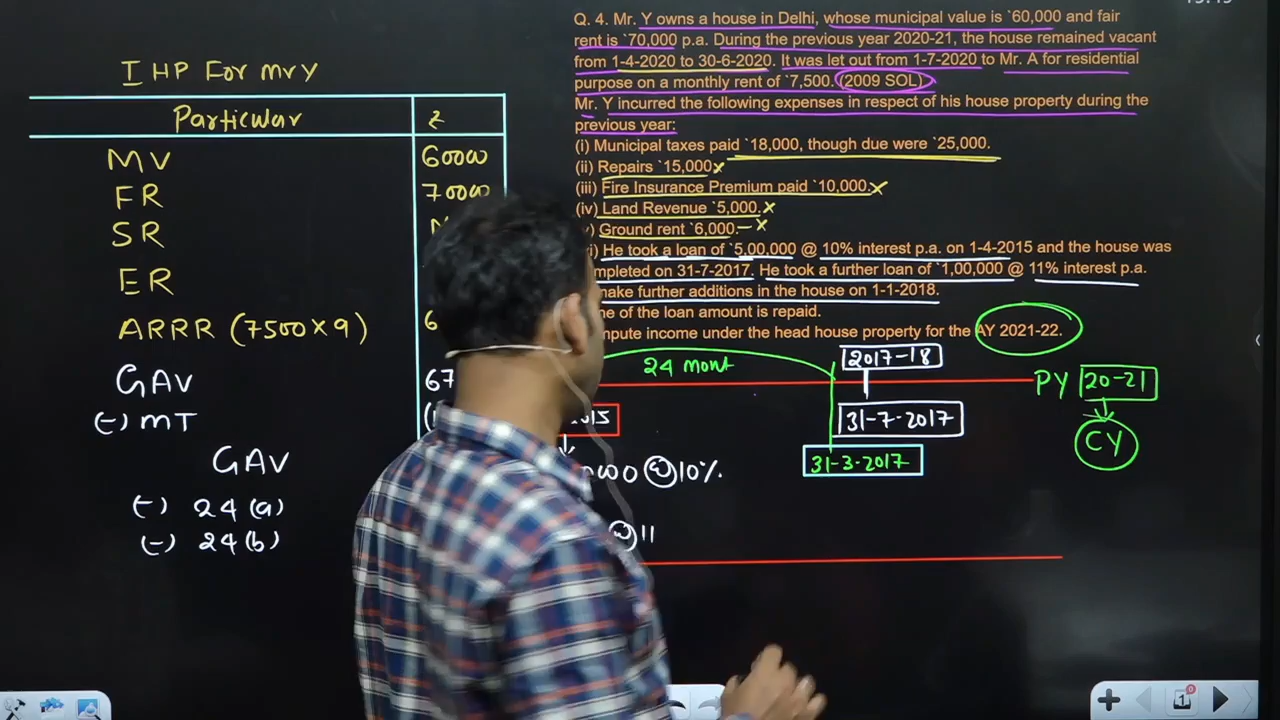 I HP For mr Y
Particular ₹
MV 60000
FR 70000
SR
ER
ARRR (7500×9) 6
GAV 67
(-) MT (1
GAV
(-) 24 (a)
(-) 24 (b)
Q. 4. Mr. Y owns a house in Delhi, whose municipal value is `60,000 and fair
rent is `70,000 p.a. During the previous year 2020-21, the house remained vacant
from 1-4-2020 to 30-6-2020. It was let out from 1-7-2020 to Mr. A for residential
purpose on a monthly rent of `7,500. (2009 SOL)
Mr. Y incurred the following expenses in respect of his house property during the
previous year:
(i) Municipal taxes paid `18,000, though due were `25,000.
(ii) Repairs `15,000 x
(iii) Fire Insurance Premium paid `10,000. x
(iv) Land Revenue `5,000. x
) Ground rent `6,000. – x
i) He took a loan of `5,00,000 @ 10% interest p.a. on 1-4-2015 and the house was
mpleted on 31-7-2017. He took a further loan of `1,00,000 @ 11% interest p.a.
make further additions in the house on 1-1-2018.
ne of the loan amount is repaid.
mpute income under the head house property for the AY 2021-22.
24 mont
2017-18
PY 20-21
015
31-7-2017
CY
31-3-2017
@ 10%.
@ 11
1